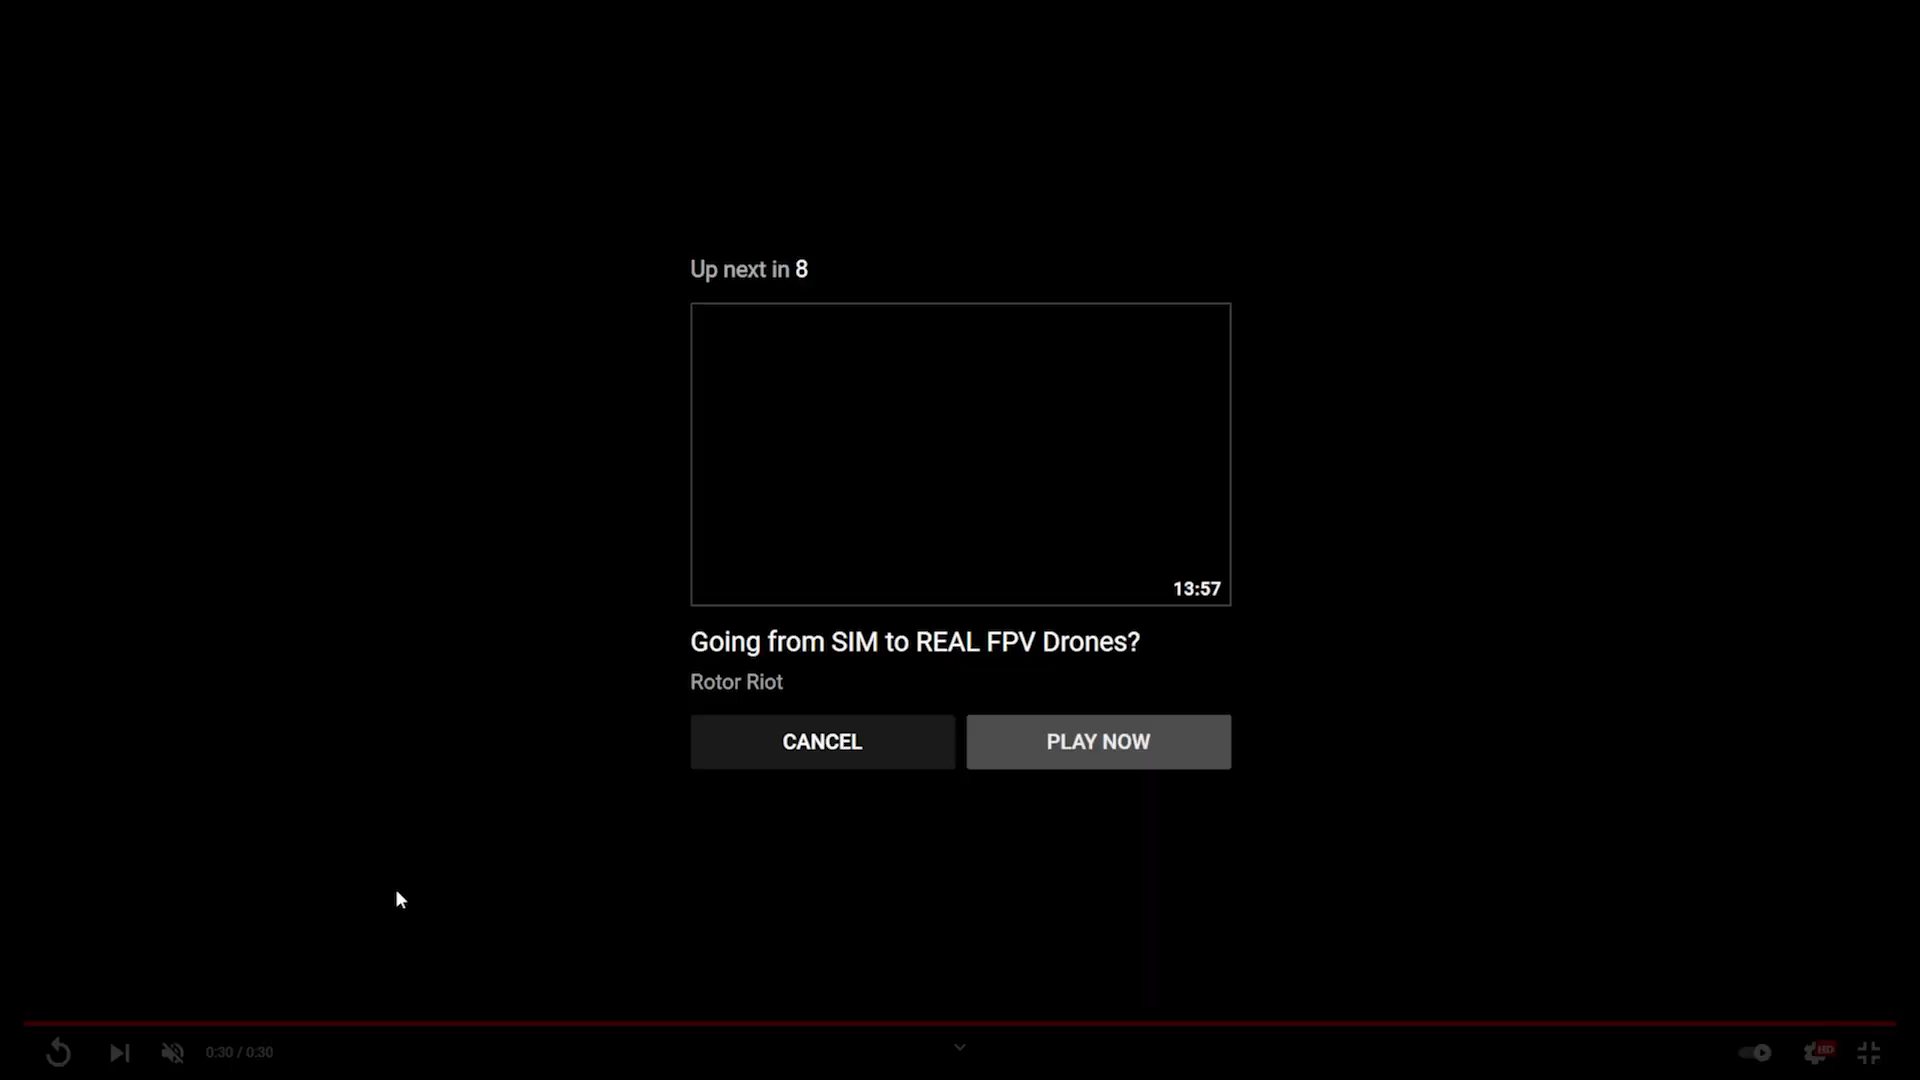 Up next in 8
13:57
Going from SIM to REAL FPV Drones?
Rotor Riot
CANCEL
PLAY NOW
0:30 / 0:30
HD